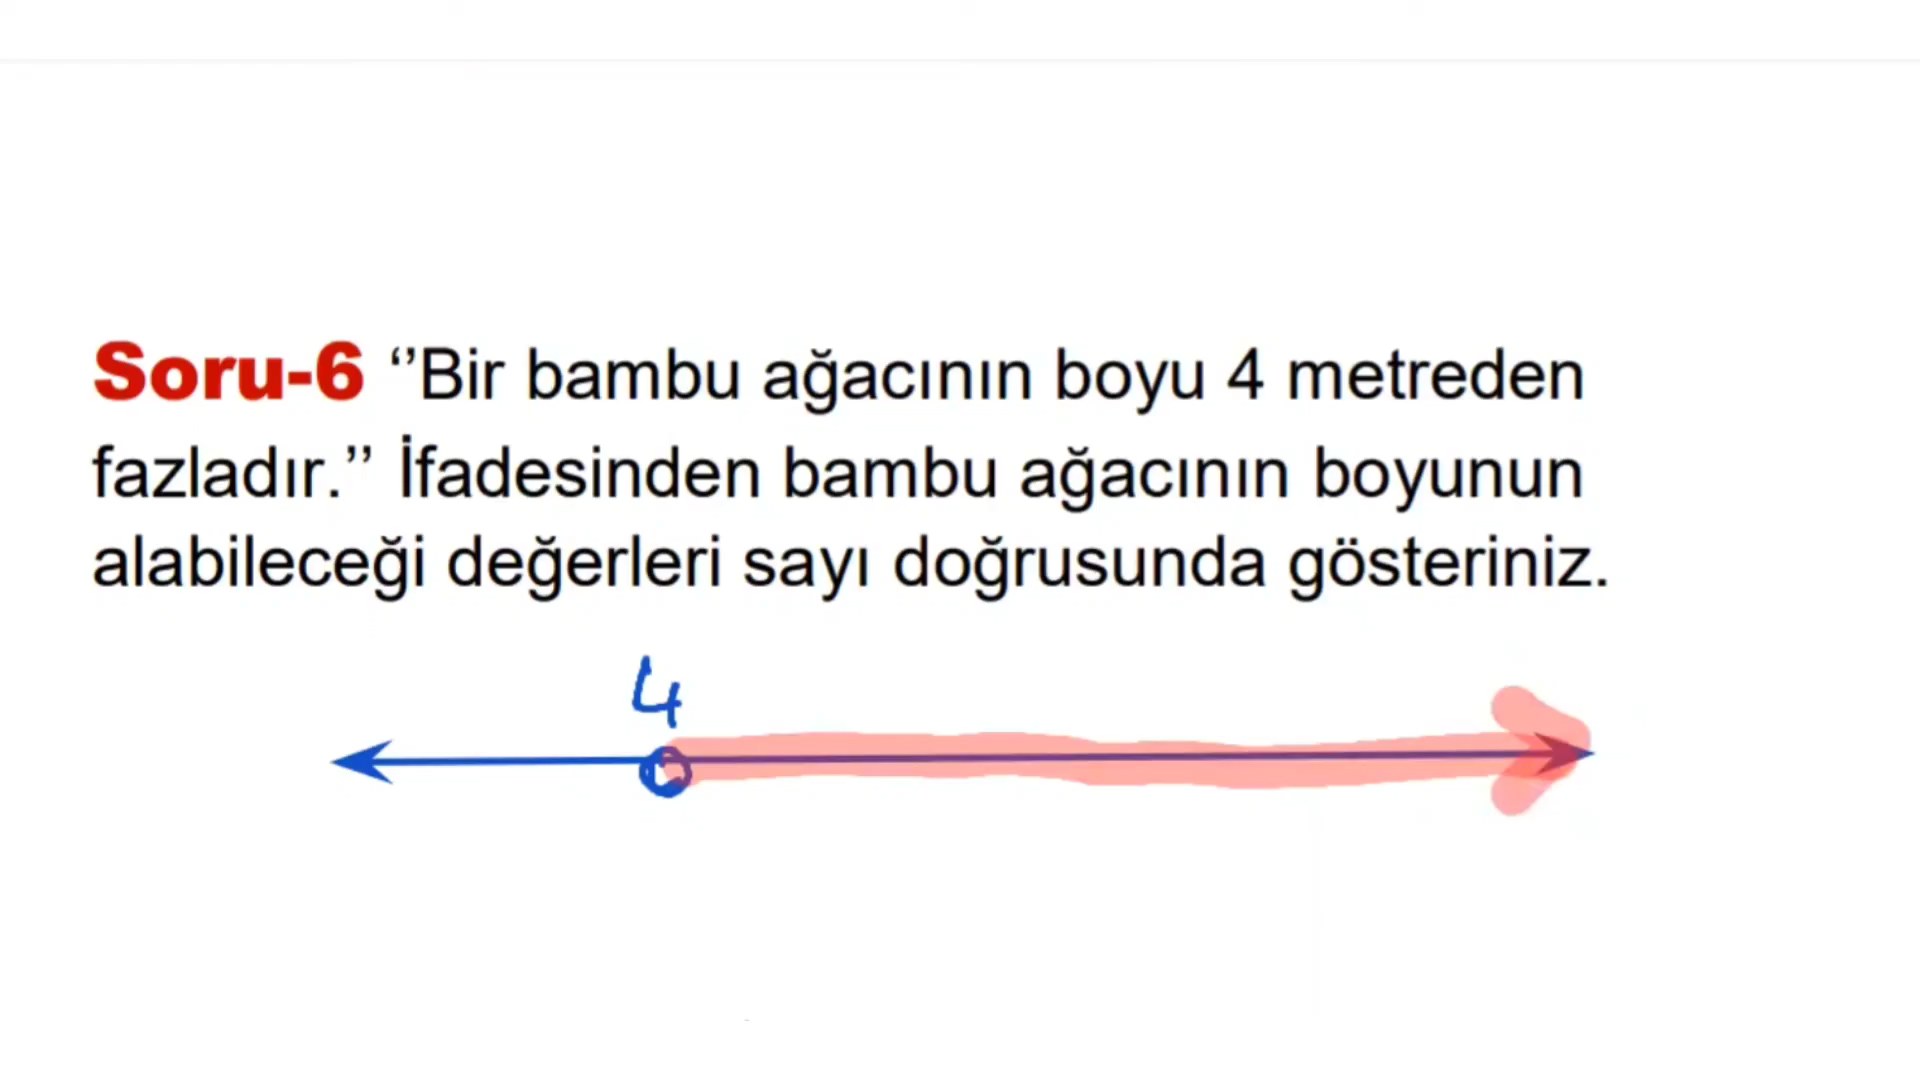 Soru-6 ‘’Bir bambu ağacının boyu 4 metreden
fazladır.’’ İfadesinden bambu ağacının boyunun
alabileceği değerleri sayı doğrusunda gösteriniz.
4